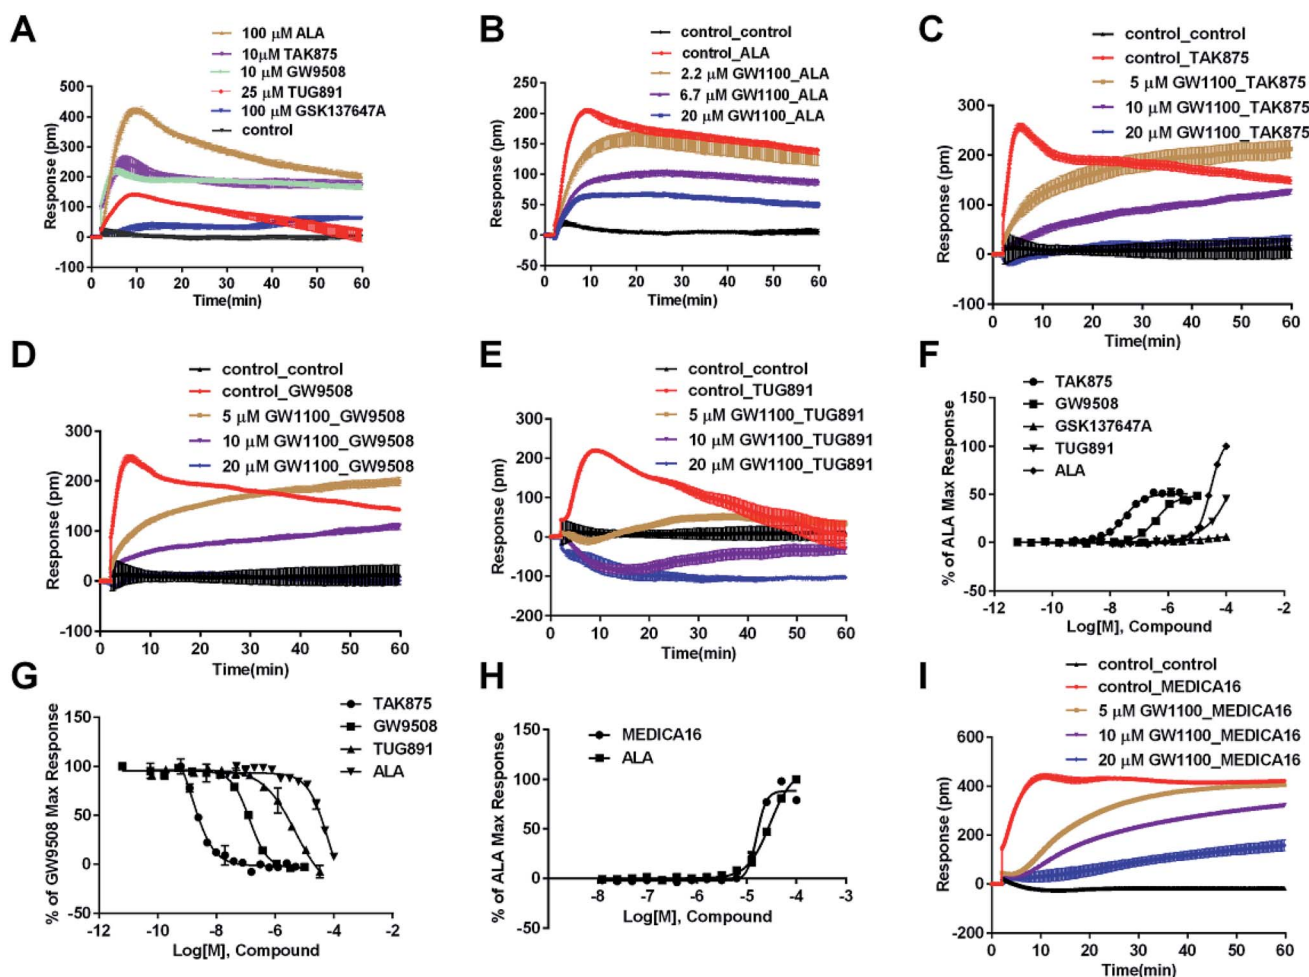 A
100 μM ALA
10μM TAK875
10 μM GW9508
25 μM TUG891
100 μM GSK137647A
control
Response (pm)
500
400
300
200
100
0
-100
0 10 20 30 40 50 60
Time(min)
B
control_control
control_ALA
2.2 μM GW1100_ALA
6.7 μM GW1100_ALA
20 μM GW1100_ALA
Response (pm)
250
200
150
100
50
0
-50
0 10 20 30 40 50 60
Time(min)
C
control_control
control_TAK875
5 μM GW1100_TAK875
10 μM GW1100_TAK875
20 μM GW1100_TAK875
Response (pm)
300
200
100
0
-100
0 10 20 30 40 50 60
Time(min)
D
control_control
control_GW9508
5 μM GW1100_GW9508
10 μM GW1100_GW9508
20 μM GW1100_GW9508
Response (pm)
300
200
100
0
-100
0 10 20 30 40 50 60
Time(min)
E
control_control
control_TUG891
5 μM GW1100_TUG891
10 μM GW1100_TUG891
20 μM GW1100_TUG891
Response (pm)
300
200
100
0
-100
-200
0 10 20 30 40 50 60
Time(min)
F
TAK875
GW9508
GSK137647A
TUG891
ALA
% of ALA Max Response
150
100
50
0
-50
-12 -10 -8 -6 -4 -2
Log[M], Compound
G
TAK875
GW9508
TUG891
ALA
% of GW9508 Max Response
150
100
50
0
-50
-12 -10 -8 -6 -4 -2
Log[M], Compound
H
MEDICA16
ALA
% of ALA Max Response
150
100
50
0
-50
-8 -7 -6 -5 -4 -3
Log[M], Compound
I
control_control
control_MEDICA16
5 μM GW1100_MEDICA16
10 μM GW1100_MEDICA16
20 μM GW1100_MEDICA16
Response (pm)
600
400
200
0
-200
0 10 20 30 40 50 60
Time(min)